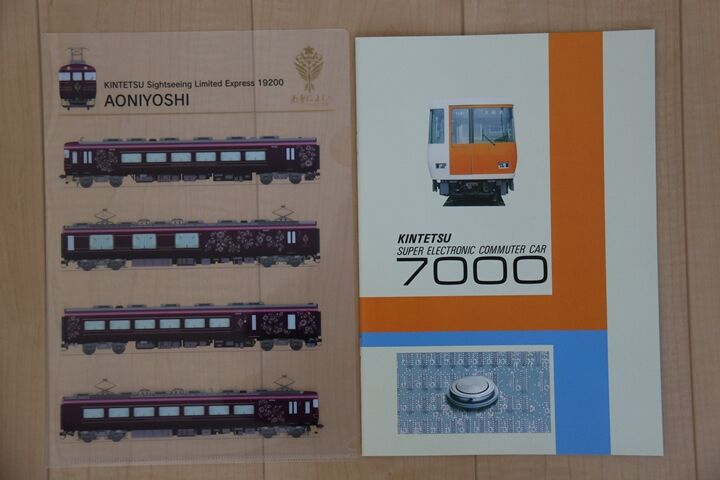 KINTETSU Sightseeing Limited Express 19200
AONIYOSHI
あをによし
KINTETSU
SUPER ELECTRONIC COMMUTER CAR
7000